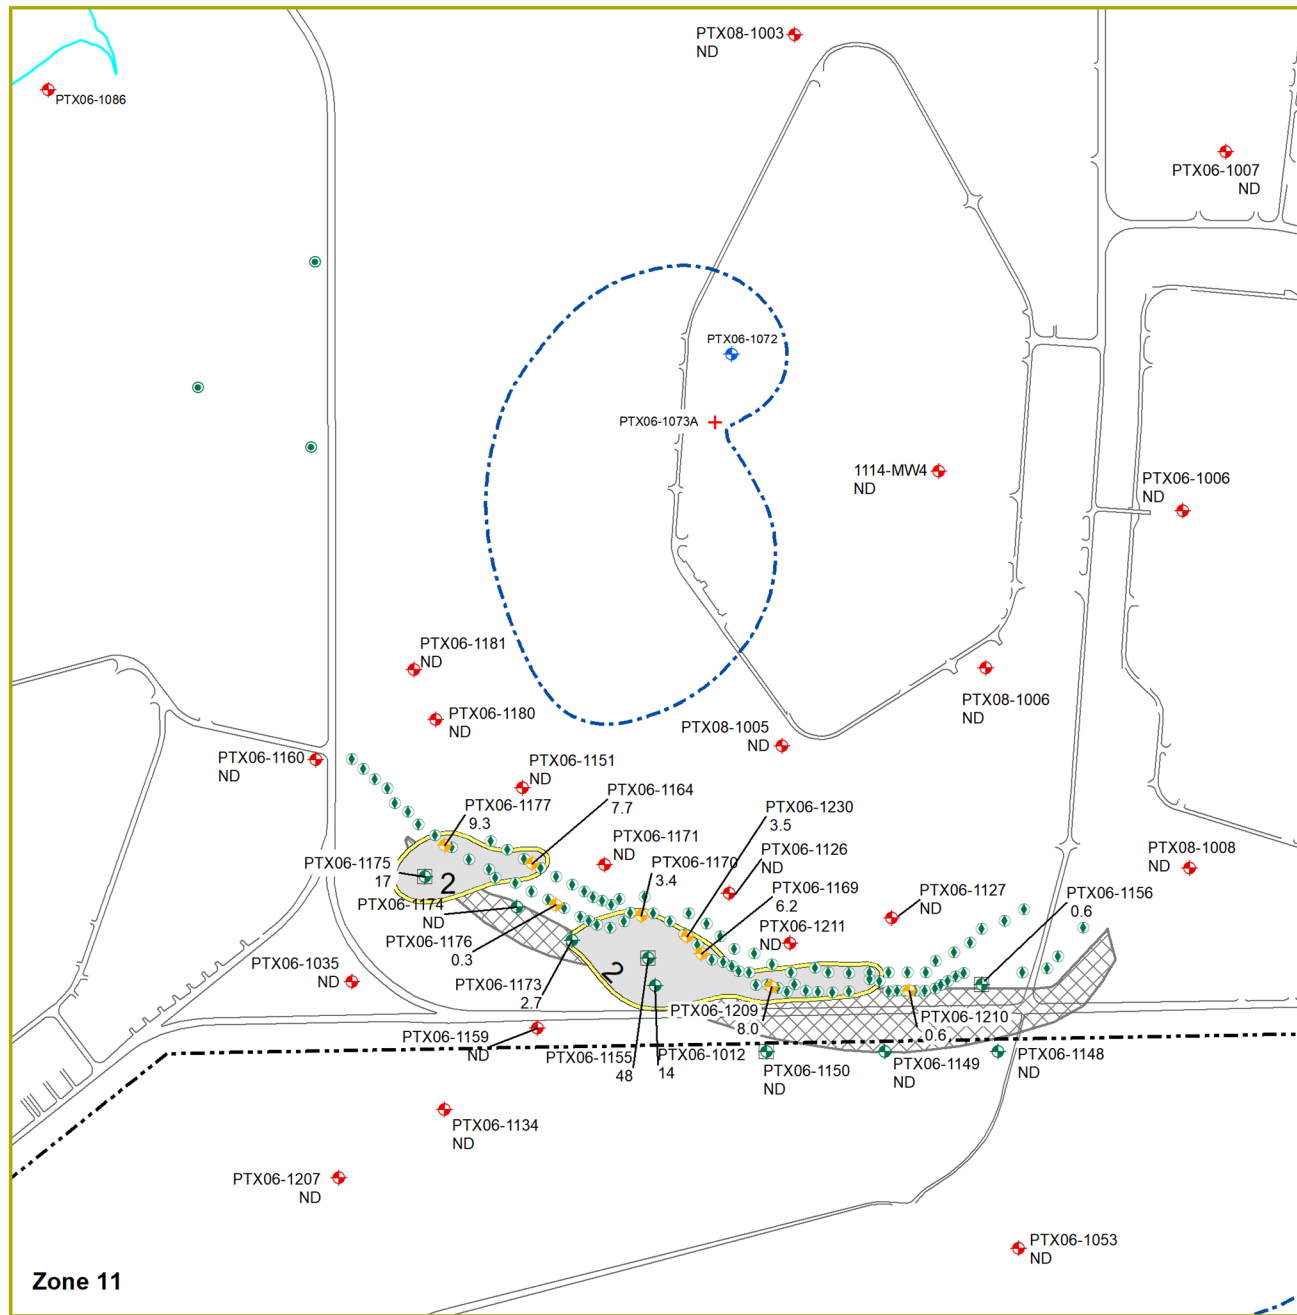 PTX08-1003
ND
PTX06-1086
PTX06-1007
ND
PTX06-1072
PTX06-1073A
1114-MW4
ND
PTX06-1006
ND
PTX06-1181
ND
PTX06-1180
ND
PTX08-1006
ND
PTX08-1005
ND
PTX06-1160
ND
PTX06-1151
ND
PTX06-1177
9.3
PTX06-1164
7.7
PTX06-1230
3.5
PTX06-1171
ND
PTX06-1170
3.4
PTX06-1126
ND
PTX06-1175
17
2
PTX06-1174
ND
PTX06-1169
6.2
PTX06-1127
ND
PTX06-1156
0.6
PTX08-1008
ND
PTX06-1211
ND
PTX06-1176
0.3
PTX06-1035
ND
2
PTX06-1173
2.7
PTX06-1209
8.0
PTX06-1210
0.6
PTX06-1159
ND
PTX06-1155
48
PTX06-1012
14
PTX06-1150
ND
PTX06-1149
ND
PTX06-1148
ND
PTX06-1134
ND
PTX06-1207
ND
PTX06-1053
ND
Zone 11